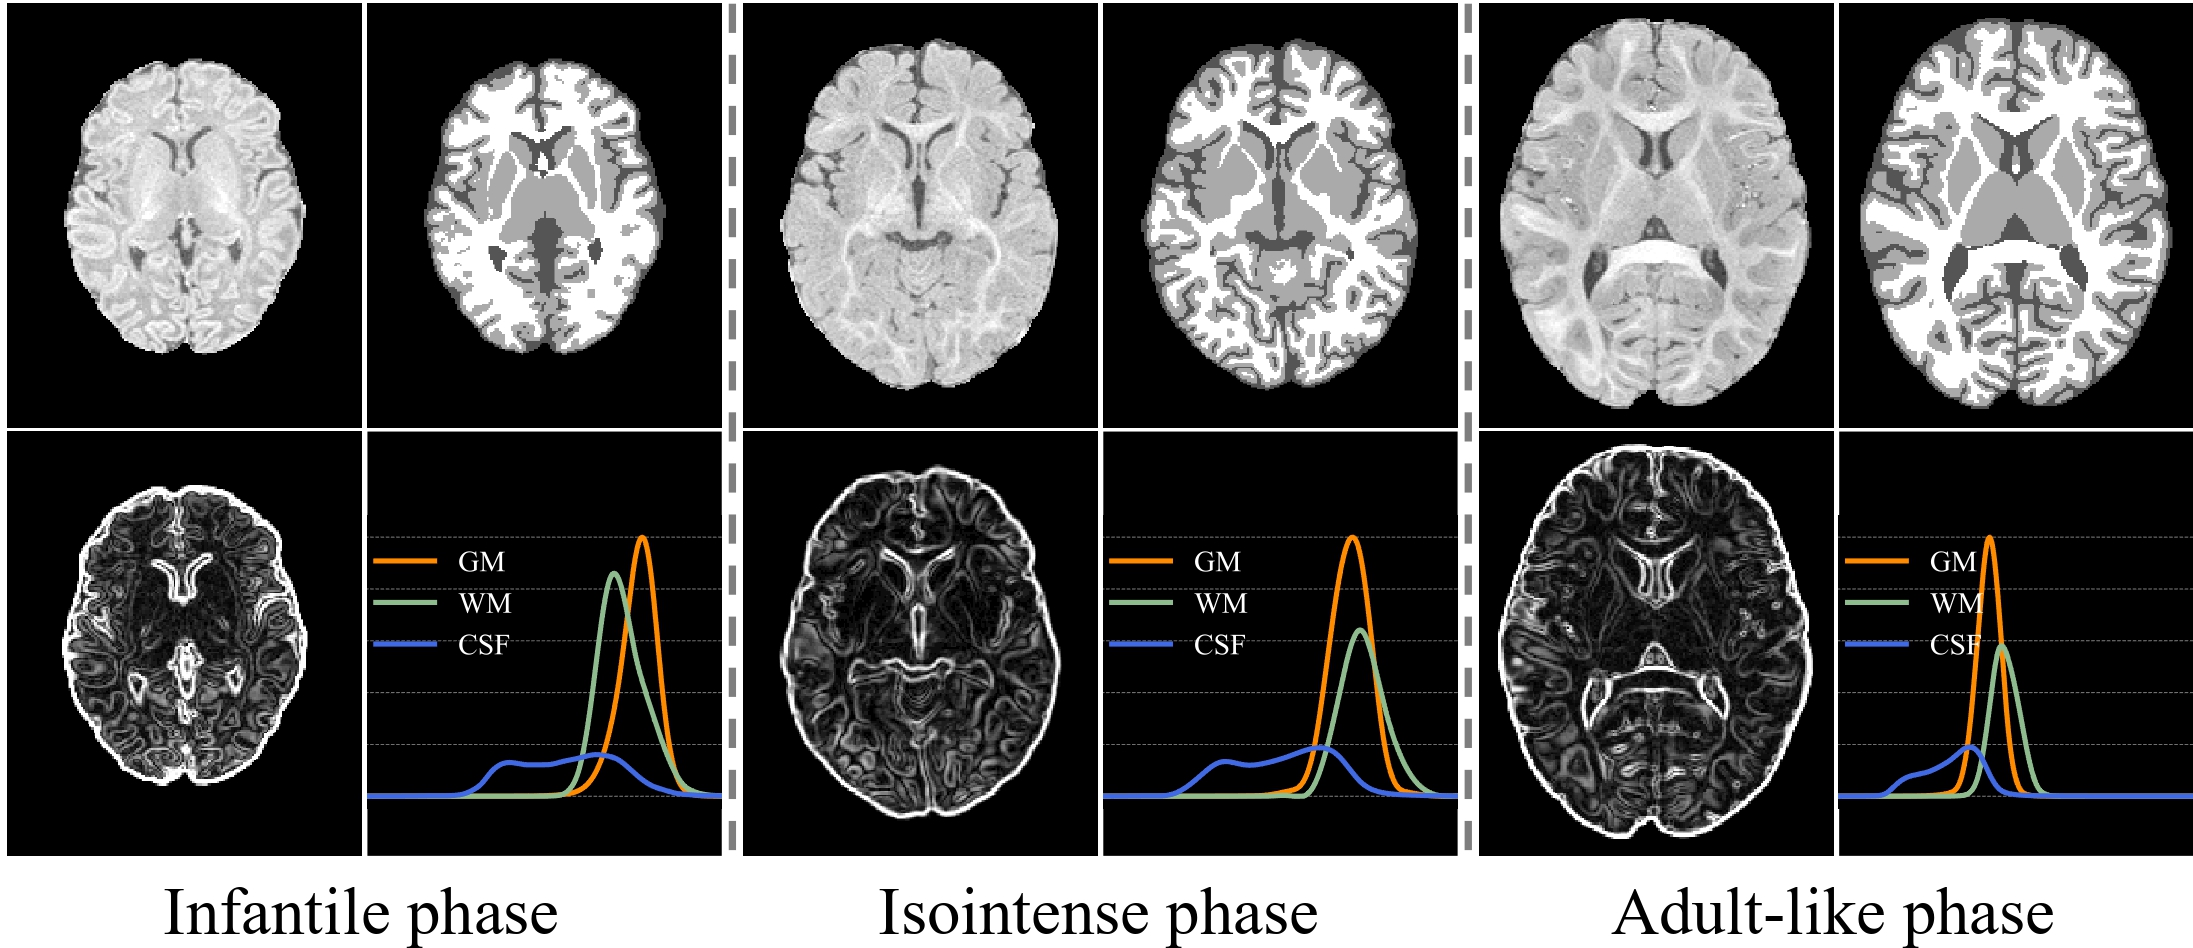 GM
WM
CSF
GM
WM
CSF
GM
WM
CSF
Infantile phase
Isointense phase
Adult-like phase